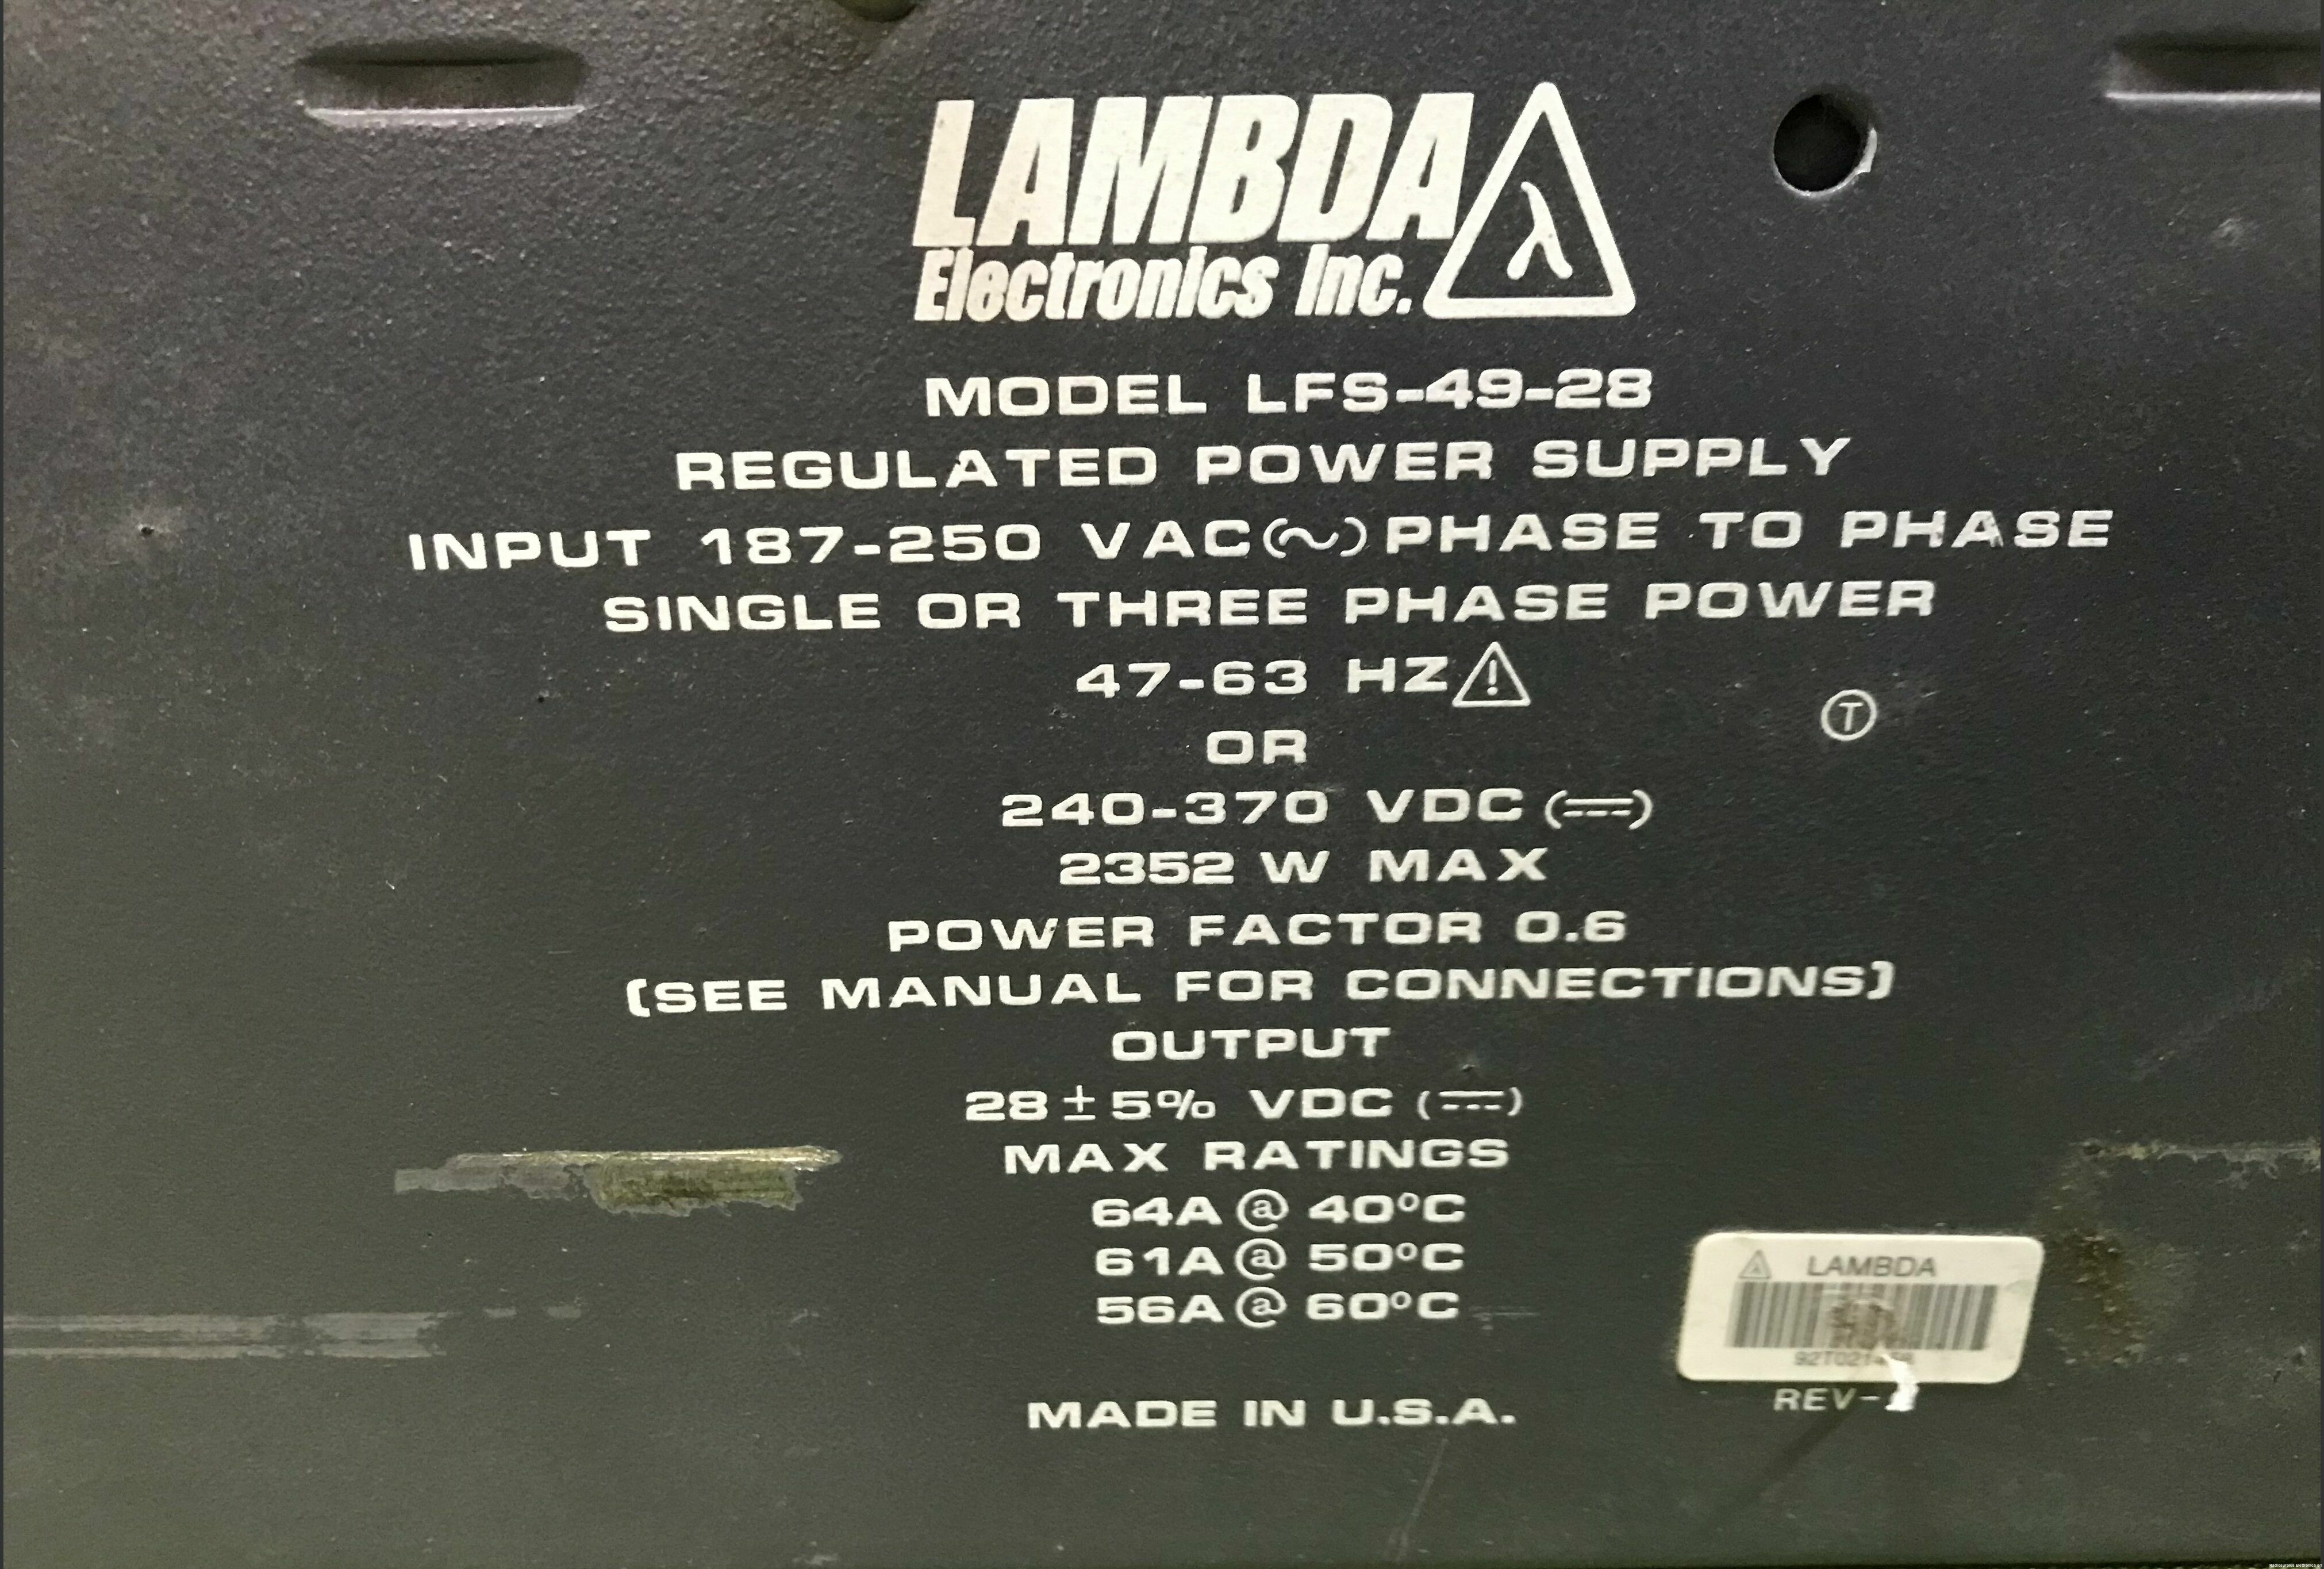 LAMBDA
Electronics Inc.
λ
MODEL LFS-49-28
REGULATED POWER SUPPLY
INPUT 187-250 VAC(~)PHASE TO PHASE
SINGLE OR THREE PHASE POWER
47-63 HZ
T
OR
240-370 VDC (⎓)
2352 W MAX
POWER FACTOR 0.6
(SEE MANUAL FOR CONNECTIONS)
OUTPUT
28 ± 5% VDC (⎓)
MAX RATINGS
64A @ 40°C
61A @ 50°C
56A @ 60°C
LAMBDA
REV-
MADE IN U.S.A.